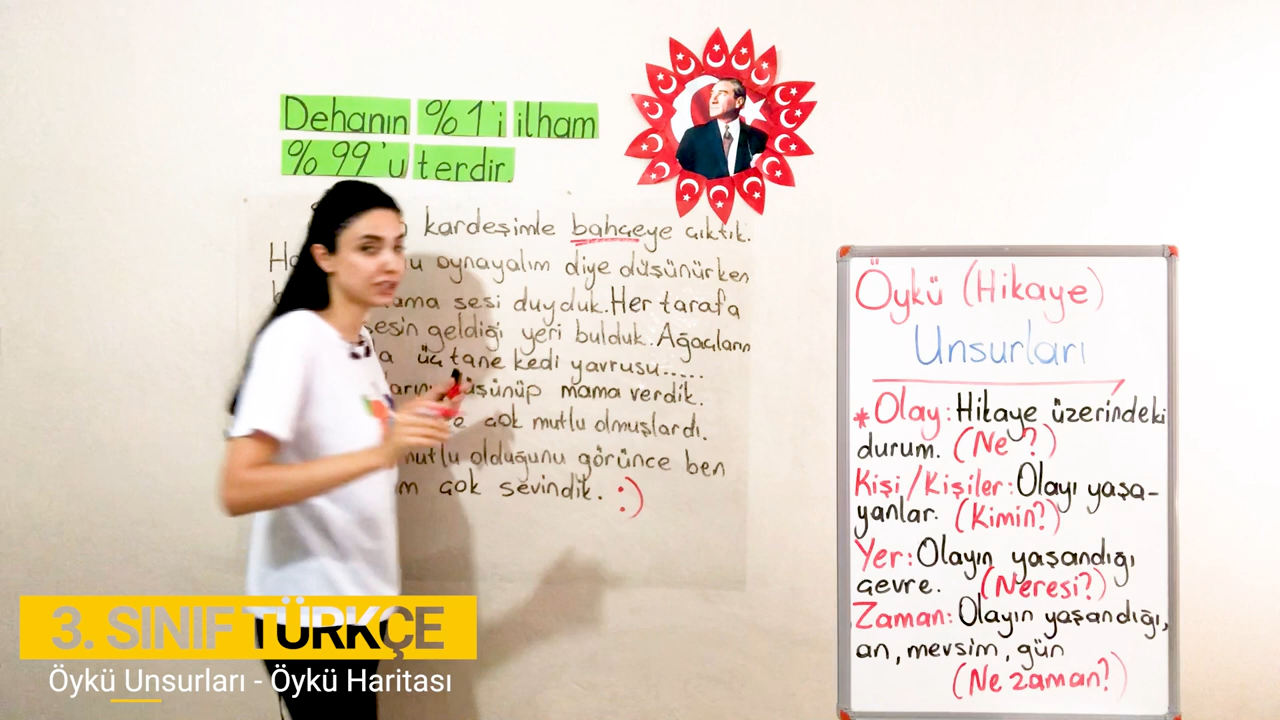 Dehanın %1'i ilham
%99'u terdir.
kardeşimle bahçeye çıktık.
oynayalım diye düşünürken
sesi duyduk. Her tarafa
sesin geldiği yeri bulduk. Ağaçların
üç tane kedi yavrusu.....
düşünüp mama verdik.
çok mutlu olmuşlardı.
mutlu olduğunu görünce ben
çok sevindik. :)
Öykü (Hikaye)
Unsurları
* Olay: Hikaye üzerindeki
durum. (Ne?)
Kişi/Kişiler: Olayı yaşa-
yanlar. (Kimin?)
Yer: Olayın yaşandığı
çevre. (Neresi?)
Zaman: Olayın yaşandığı,
an, mevsim, gün
(Ne zaman?)
3. SINIF TÜRKÇE
Öykü Unsurları - Öykü Haritası